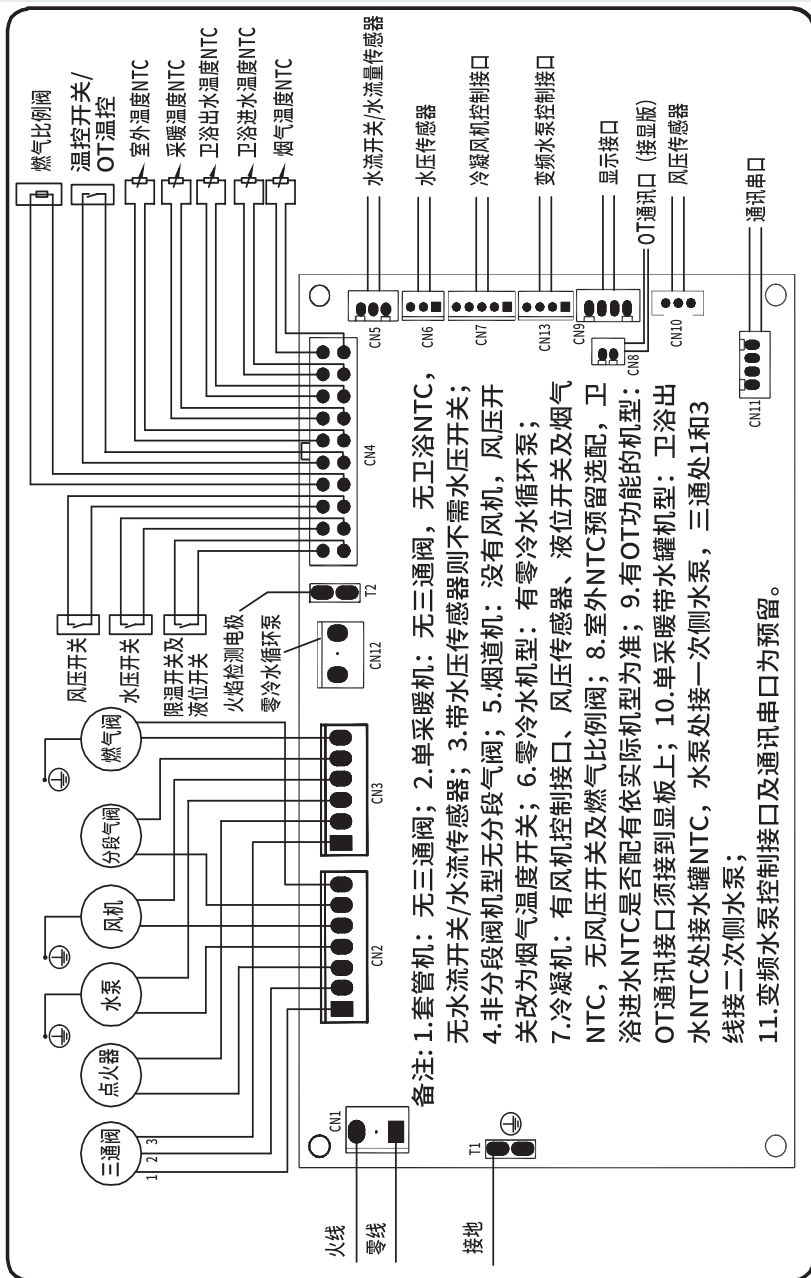 燃气比例阀
温控开关/
OT温控
室外温度NTC
采暖温度NTC
卫浴出水温度NTC
卫浴进水温度NTC
烟气温度NTC
水流开关/水流量传感器
水压传感器
冷凝风机控制接口
变频水泵控制接口
显示接口
OT通讯口（接显版）
风压传感器
通讯串口
CN5
CN6
CN7
CN13
CN9
CN8
CN10
CN11
CN4
T2
CN12
CN3
CN2
CN1
T1
风压开关
水压开关
限温开关及
液位开关
火焰检测电极
零冷水循环泵
燃气阀
分段气阀
风机
水泵
点火器
三通阀
1
2
3
火线
零线
接地
备注: 1.套管机：无三通阀；2.单采暖机：无三通阀，无卫浴NTC，
无水流开关/水流传感器；3.带水压传感器则不需水压开关；
4.非分段阀机型无分段气阀；5.烟道机：没有风机，风压开
关改为烟气温度开关；6.零冷水机型：有零冷水循环泵；
7.冷凝机：有风机控制接口、风压传感器、液位开关及烟气
NTC，无风压开关及燃气比例阀；8.室外NTC预留选配，卫
浴进水NTC是否配有依实际机型为准；9.有OT功能的机型：
OT通讯接口须接到显板上；10.单采暖带水罐机型：卫浴出
水NTC处接水罐NTC，水泵处接一次侧水泵，三通处1和3
线接二次侧水泵；
11.变频水泵控制接口及通讯串口为预留。